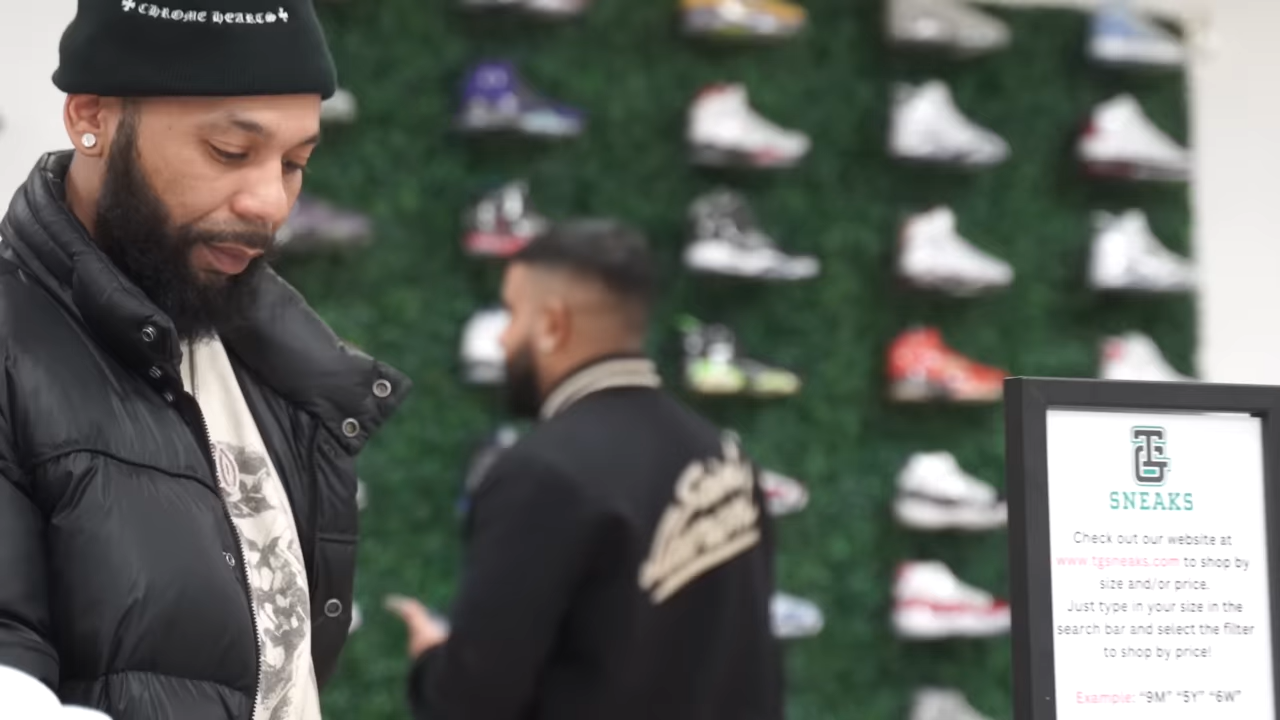 CHROME HEARTS
TG
SNEAKS
Check out our website at
www.tgsneaks.com to shop by
size and/or price.
Just type in your size in the
search bar and select the filter
to shop by price!
Example: "9M" "5Y" "6W"